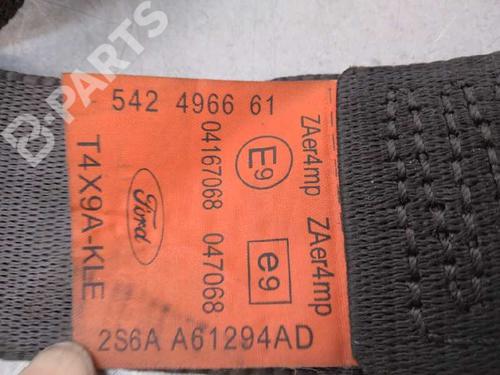 B-PARTS
542 4966 61
T4X9A-KLE
Ford
04167068 047068
E9
e9
ZAer4mp ZAer4mp
2S6A A61294AD